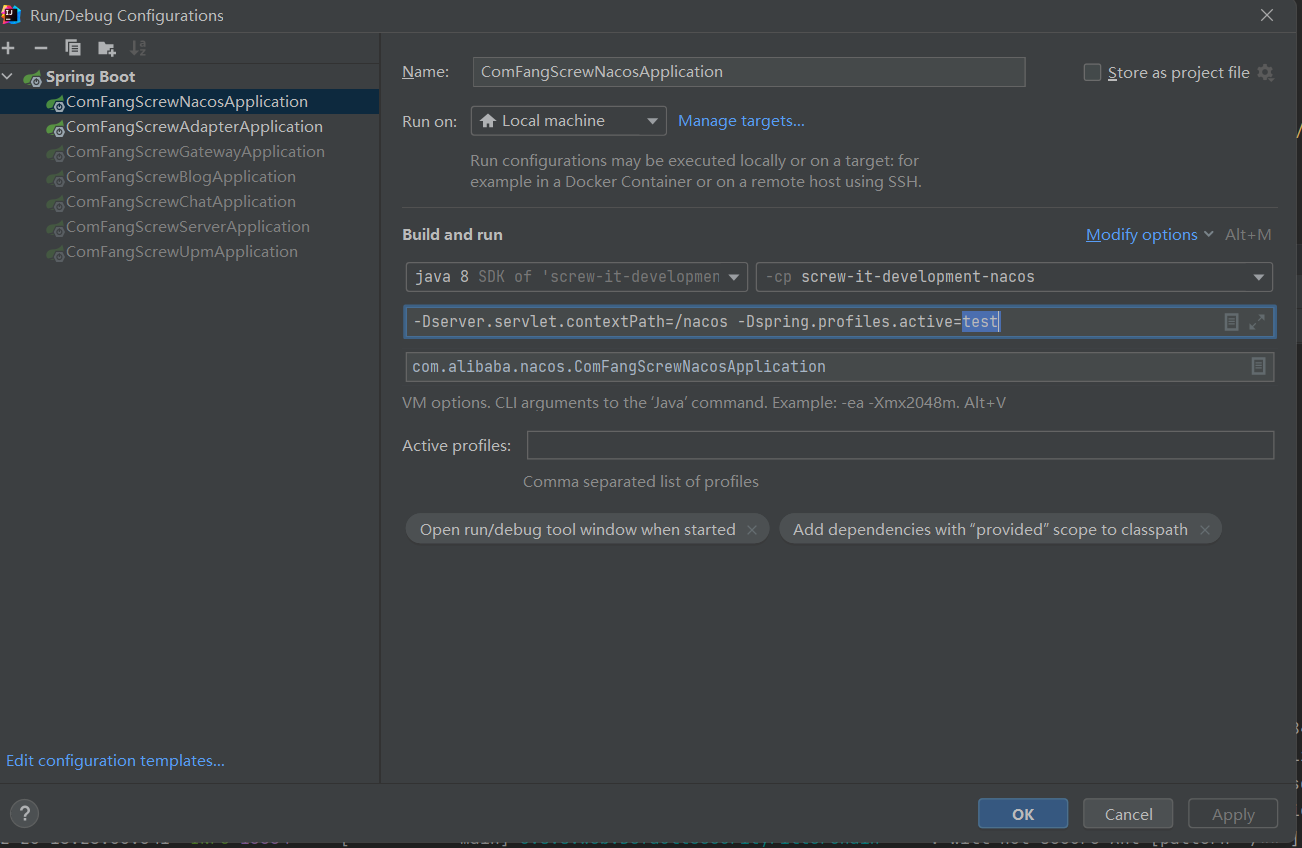 Run/Debug Configurations
Spring Boot
ComFangScrewNacosApplication
ComFangScrewAdapterApplication
ComFangScrewGatewayApplication
ComFangScrewBlogApplication
ComFangScrewChatApplication
ComFangScrewServerApplication
ComFangScrewUpmApplication
Edit configuration templates...
Name: ComFangScrewNacosApplication Store as project file
Run on: Local machine Manage targets...
Run configurations may be executed locally or on a target: for
example in a Docker Container or on a remote host using SSH.
Build and run Modify options Alt+M
java 8 SDK of 'screw-it-developmen -cp screw-it-development-nacos
-Dserver.servlet.contextPath=/nacos -Dspring.profiles.active=test
com.alibaba.nacos.ComFangScrewNacosApplication
VM options. CLI arguments to the ‘Java’ command. Example: -ea -Xmx2048m. Alt+V
Active profiles:
Comma separated list of profiles
Open run/debug tool window when started Add dependencies with “provided” scope to classpath
? OK Cancel Apply